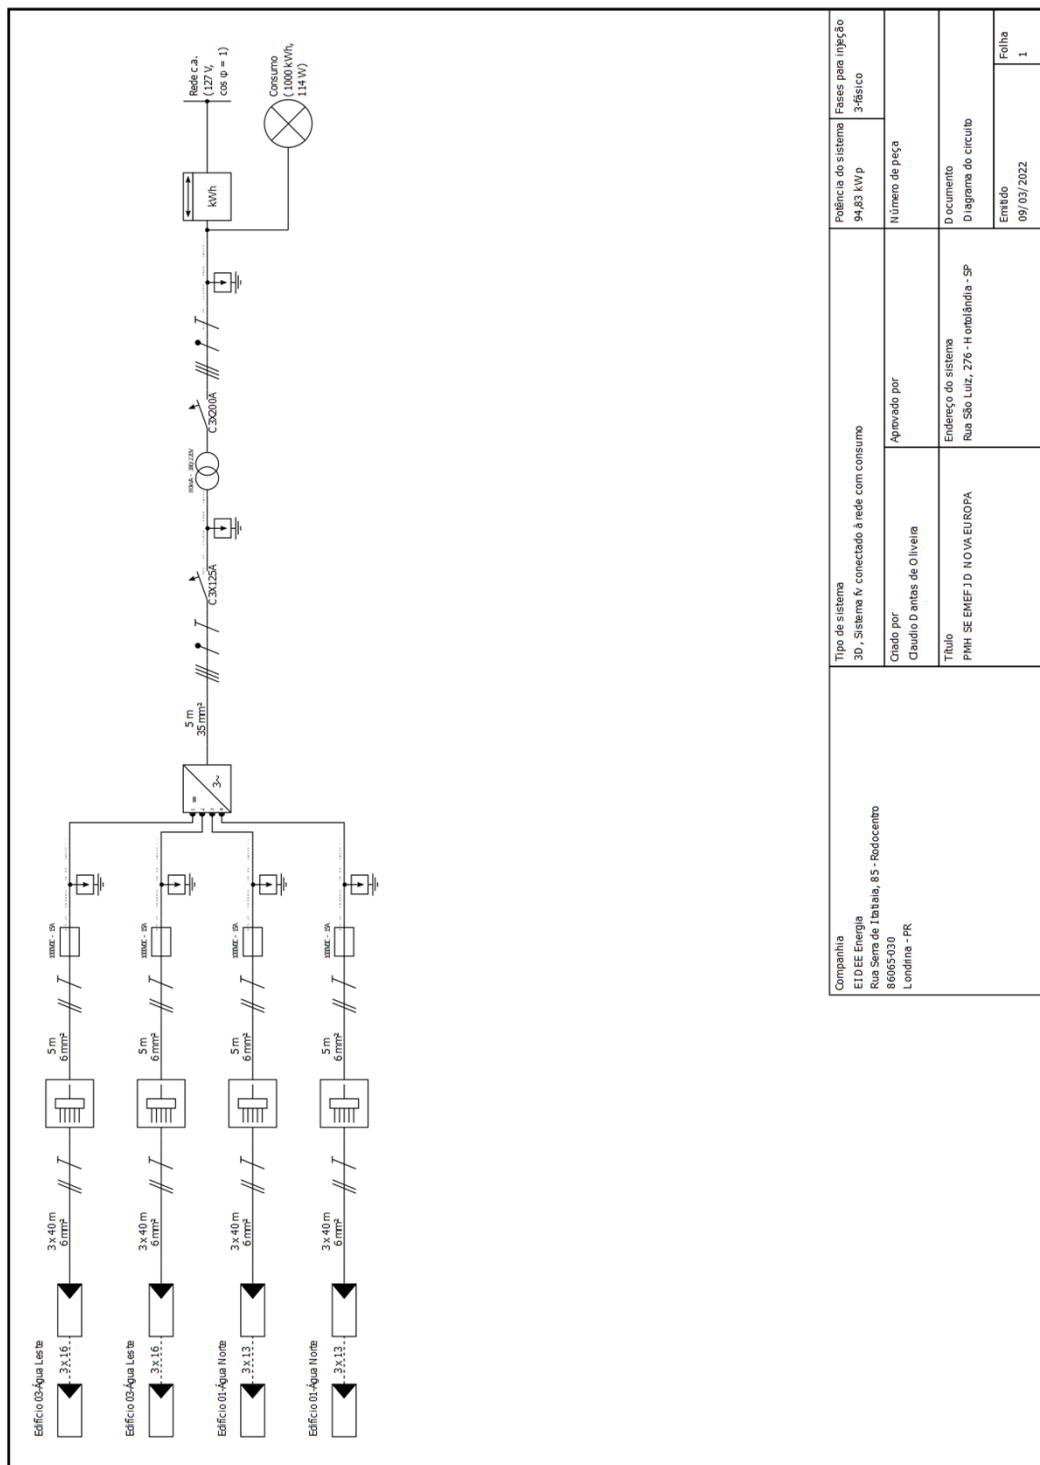 Rede c.a.
(127 V,
cos φ = 1)
Consumo
(1000 kWh,
114 W)
kWh
C3X200A
C3X125A
5 m
35 mm²
3~
=
1
2
3
4
5 m
6 mm²
5 m
6 mm²
5 m
6 mm²
5 m
6 mm²
3 x 40 m
6 mm²
3 x 40 m
6 mm²
3 x 40 m
6 mm²
3 x 40 m
6 mm²
Edifício 03-Água Leste
3 x 16
Edifício 03-Água Leste
3 x 16
Edifício 01-Água Norte
3 x 13
Edifício 01-Água Norte
3 x 13
Companhia
EIDEE Energia
Rua Serra de Itatiaia, 85 - Rodocentro
86065-030
Londrina - PR
Tipo de sistema
3D, Sistema fv conectado à rede com consumo
Potência do sistema
94,83 kWp
Fases para injeção
3-fásico
Criado por
Claudio Dantas de Oliveira
Aprovado por
Número de peça
Título
PMH SE EMEF JD NOVA EUROPA
Endereço do sistema
Rua São Luiz, 276 - Hortolândia - SP
Documento
Diagrama do circuito
Emitido
09/03/2022
Folha
1